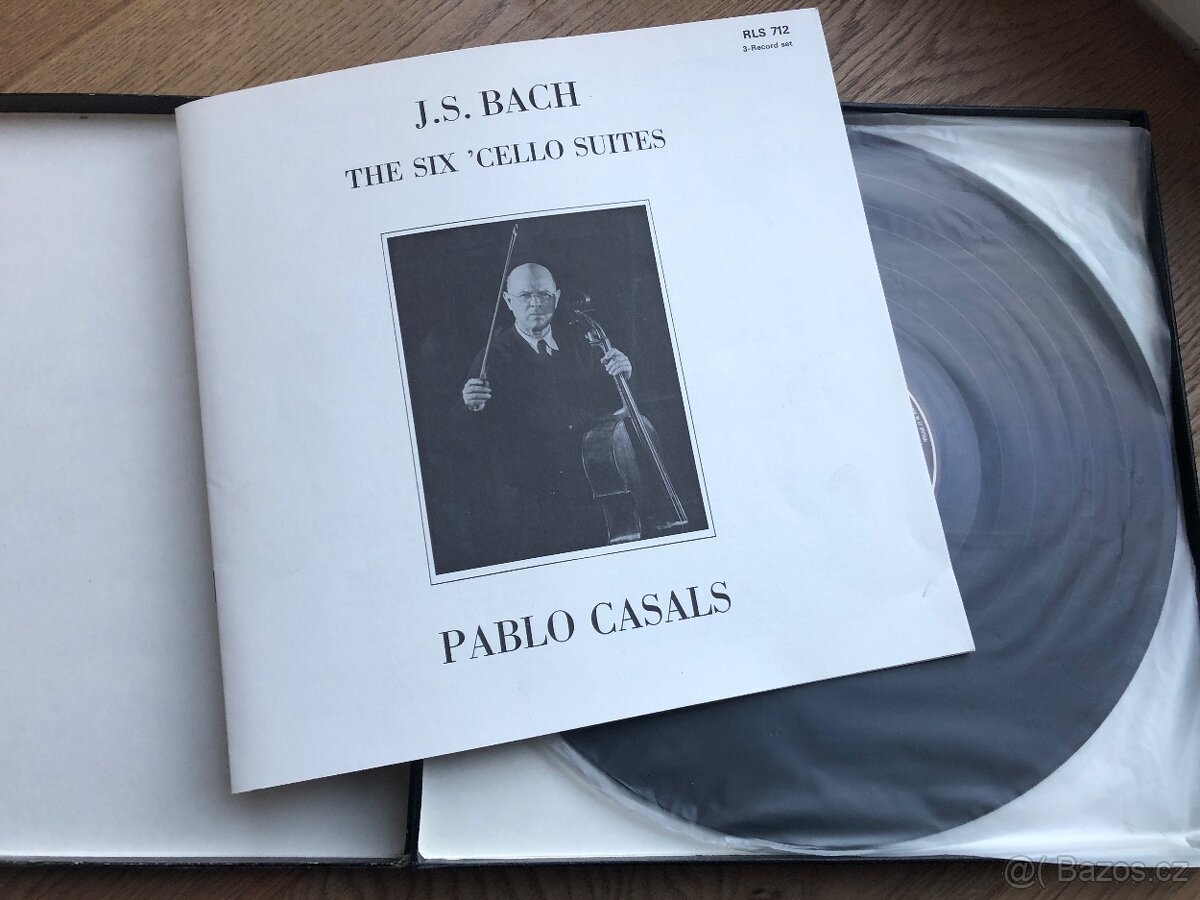 RLS 712
3-Record set
J.S. BACH
THE SIX ’CELLO SUITES
PABLO CASALS
@( Bazos.cz